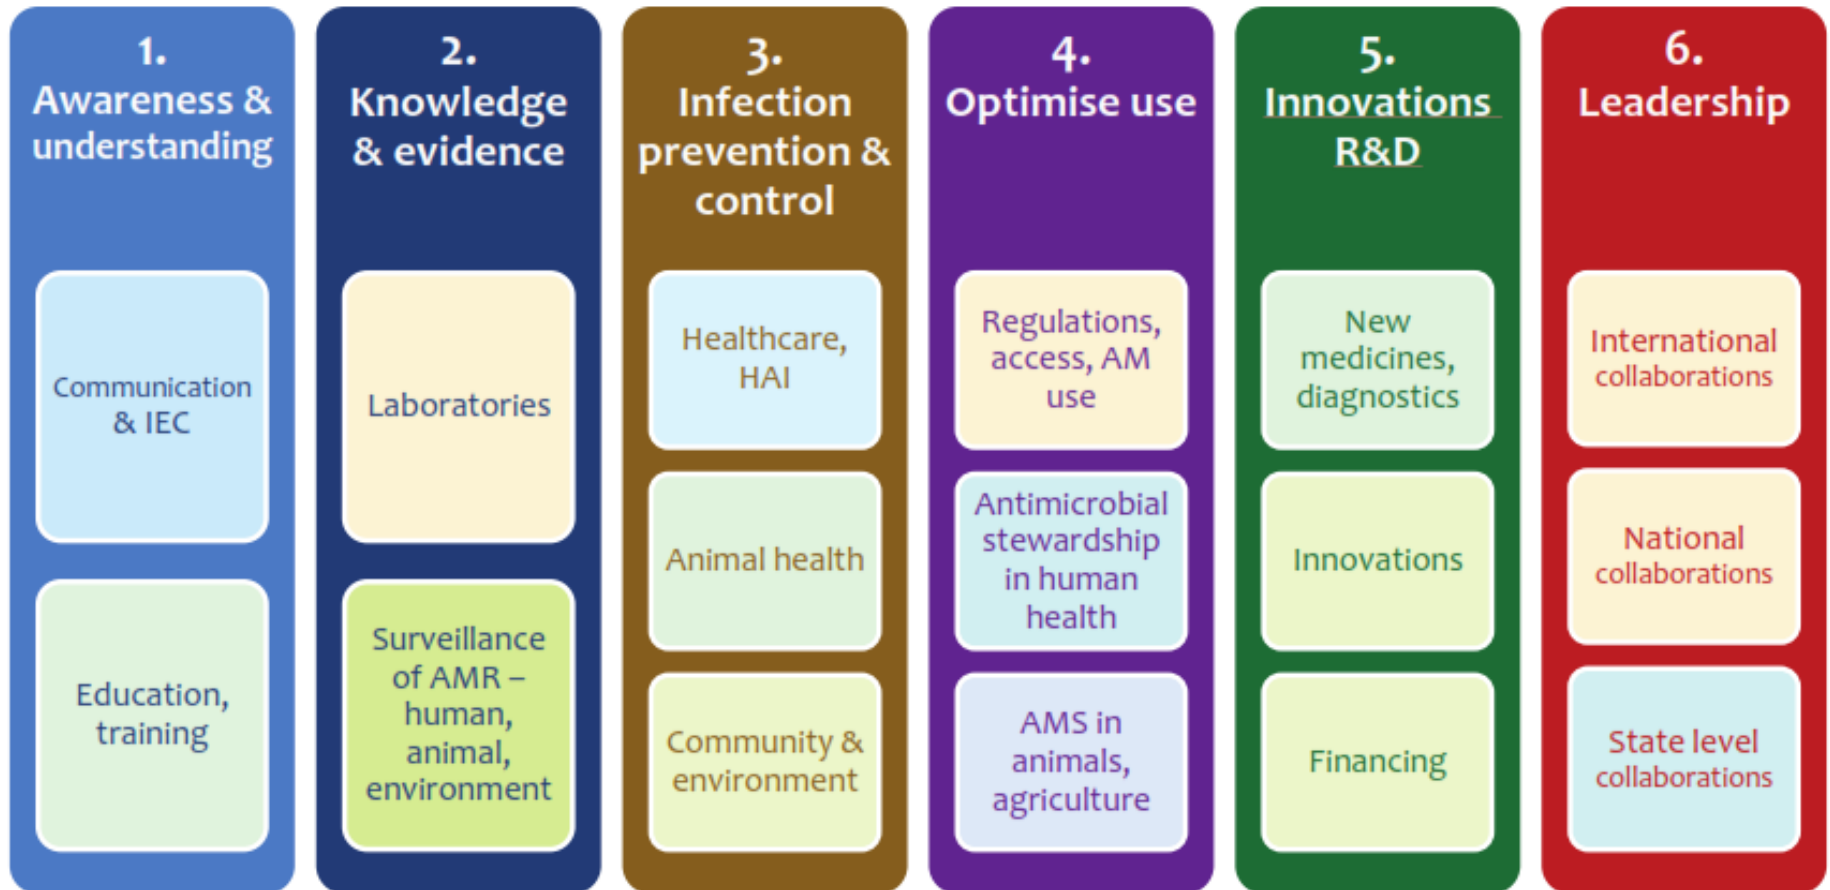 1.
Awareness &
understanding
Communication
& IEC
Education,
training
2.
Knowledge
& evidence
Laboratories
Surveillance
of AMR –
human,
animal,
environment
3.
Infection
prevention &
control
Healthcare,
HAI
Animal health
Community &
environment
4.
Optimise use
Regulations,
access, AM
use
Antimicrobial
stewardship
in human
health
AMS in
animals,
agriculture
5.
Innovations
R&D
New
medicines,
diagnostics
Innovations
Financing
6.
Leadership
International
collaborations
National
collaborations
State level
collaborations